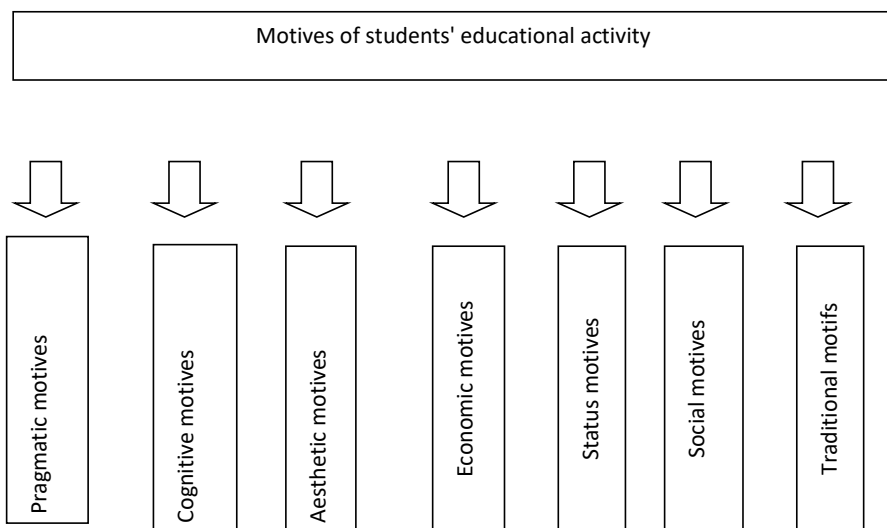 Motives of students' educational activity
Pragmatic motives
Cognitive motives
Aesthetic motives
Economic motives
Status motives
Social motives
Traditional motifs